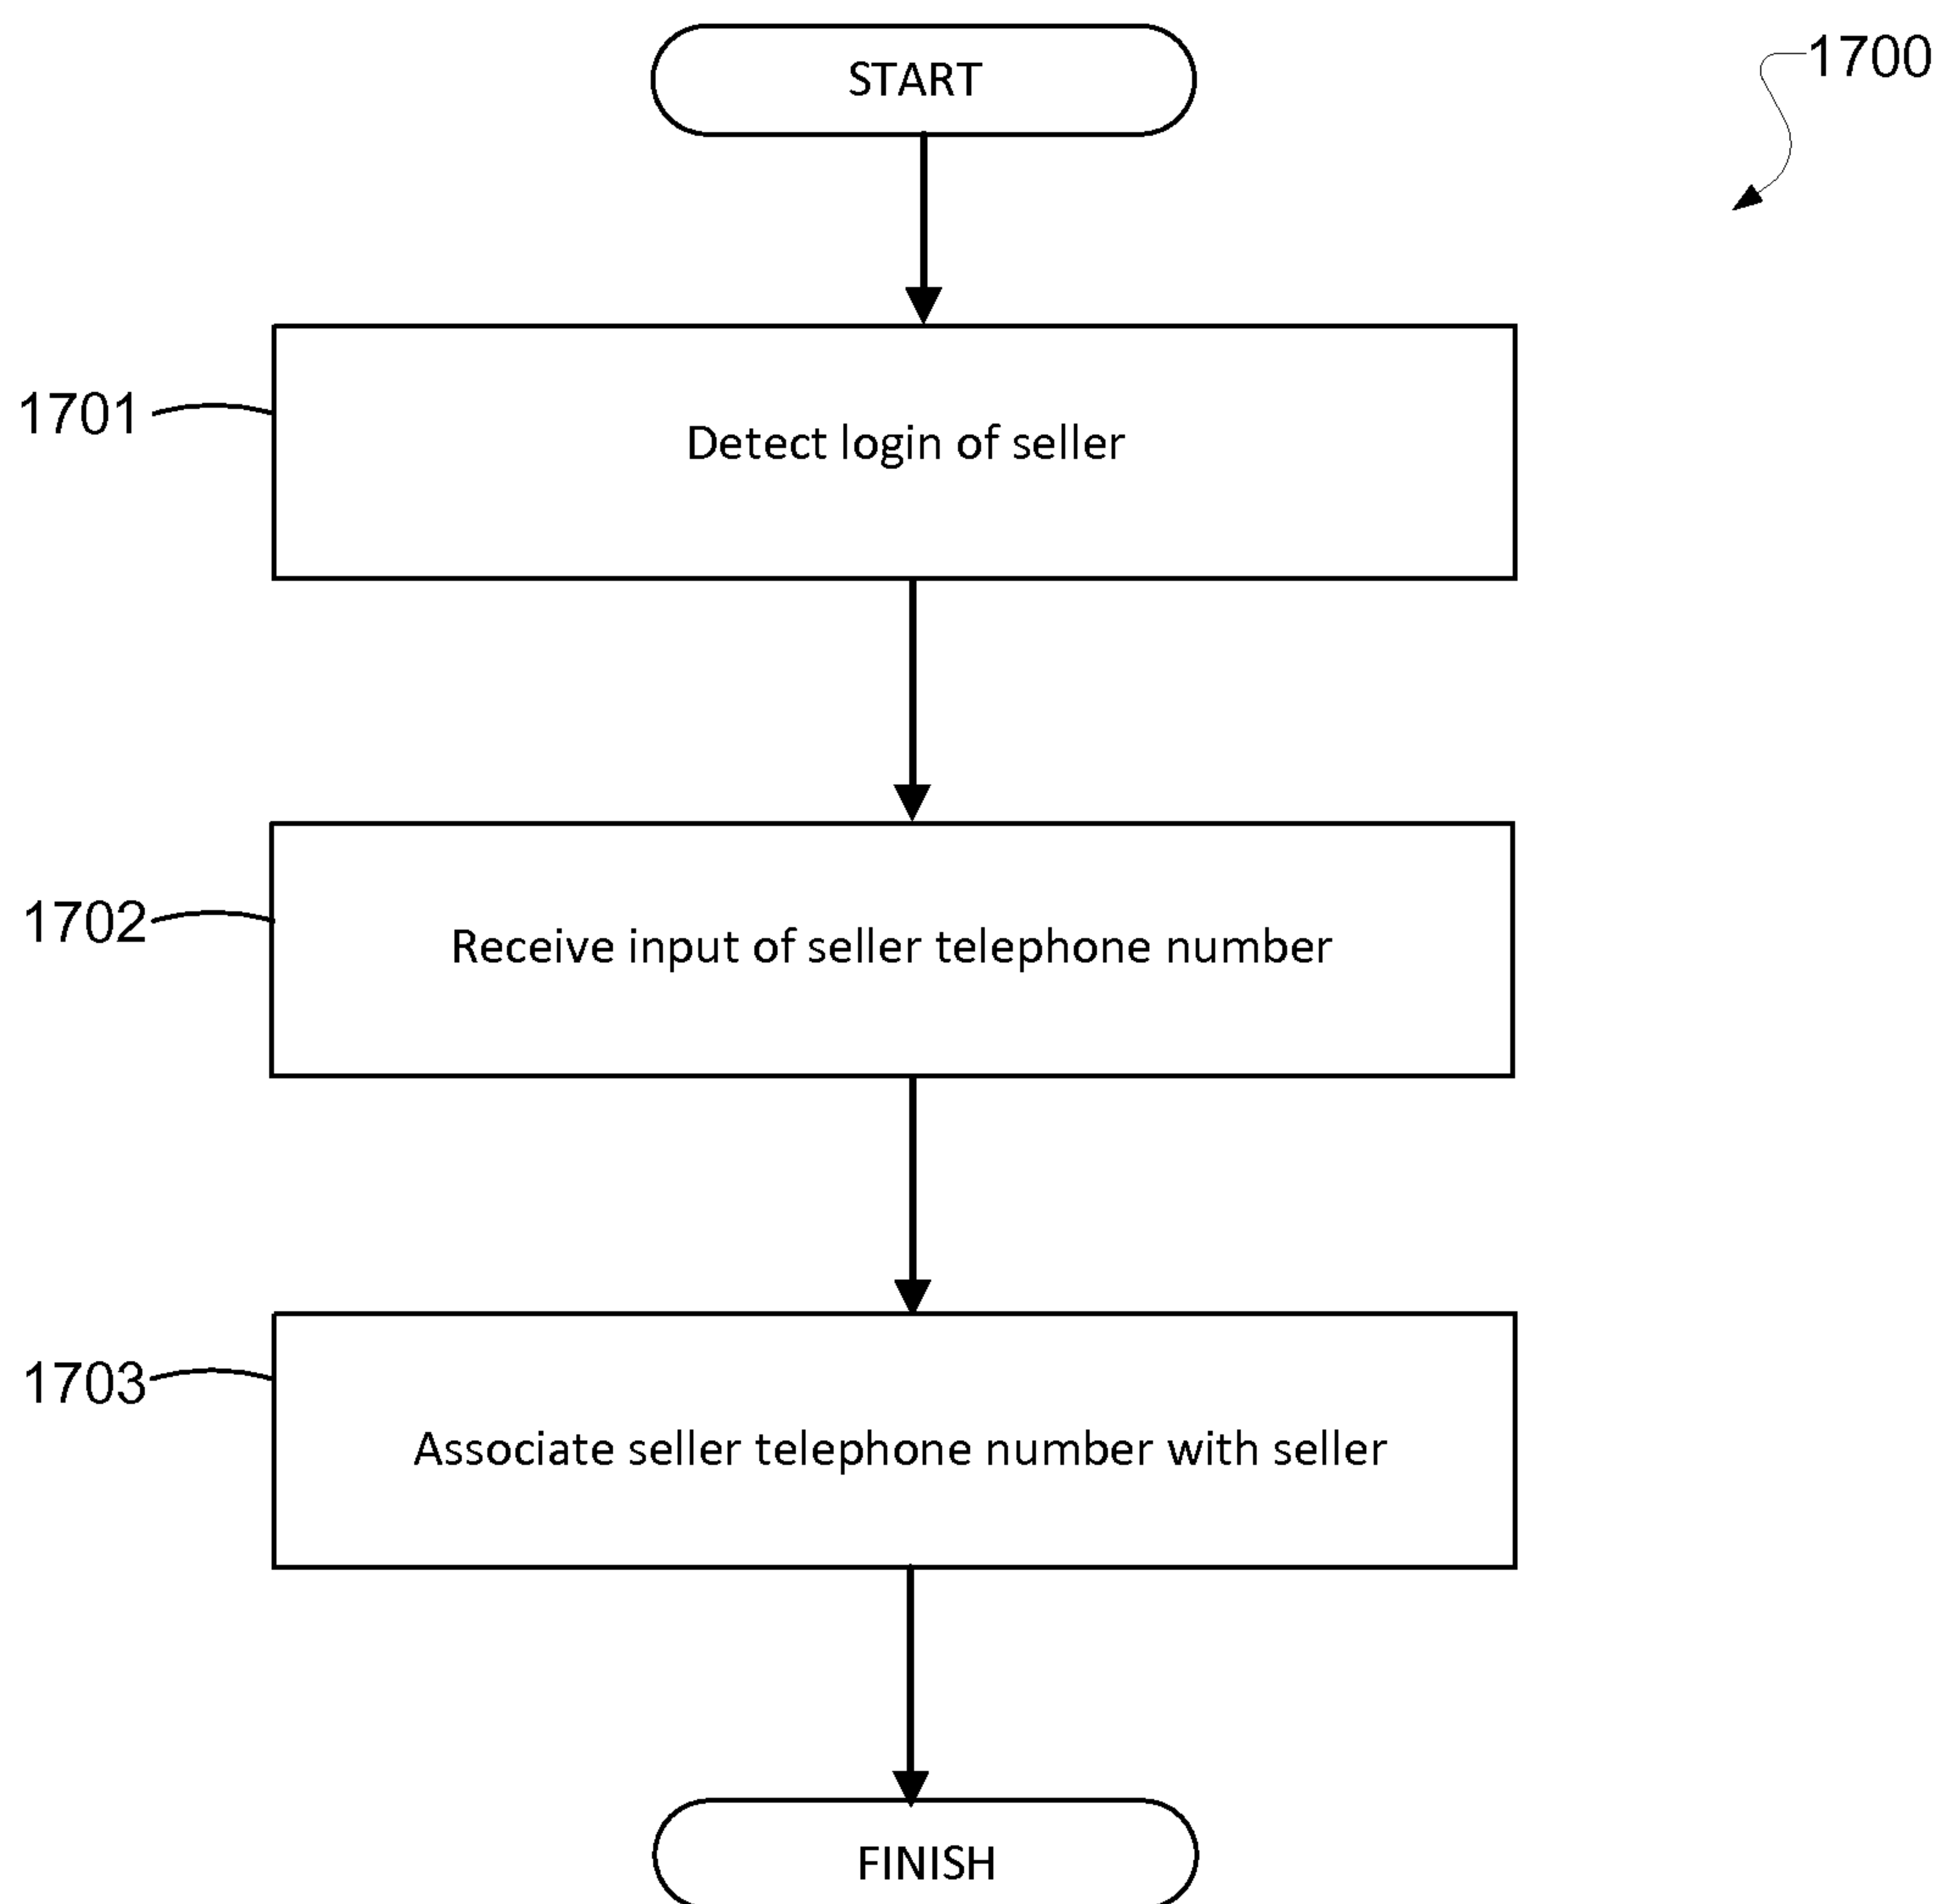 START
1700
1701
Detect login of seller
1702
Receive input of seller telephone number
1703
Associate seller telephone number with seller
FINISH